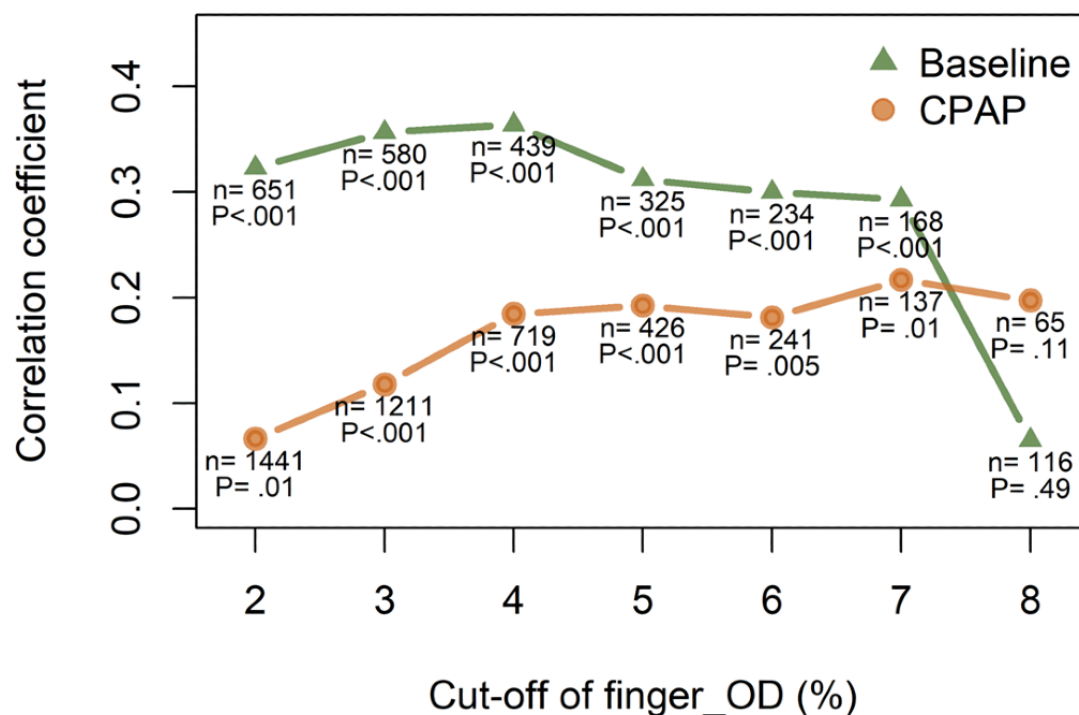 Correlation coefficient
0.4
0.3
0.2
0.1
0.0
Baseline
CPAP
n= 651
P<.001
n= 580
P<.001
n= 439
P<.001
n= 325
P<.001
n= 234
P<.001
n= 168
P<.001
n= 116
P= .49
n= 1441
P= .01
n= 1211
P<.001
n= 719
P<.001
n= 426
P<.001
n= 241
P= .005
n= 137
P= .01
n= 65
P= .11
2 3 4 5 6 7 8
Cut-off of finger_OD (%)